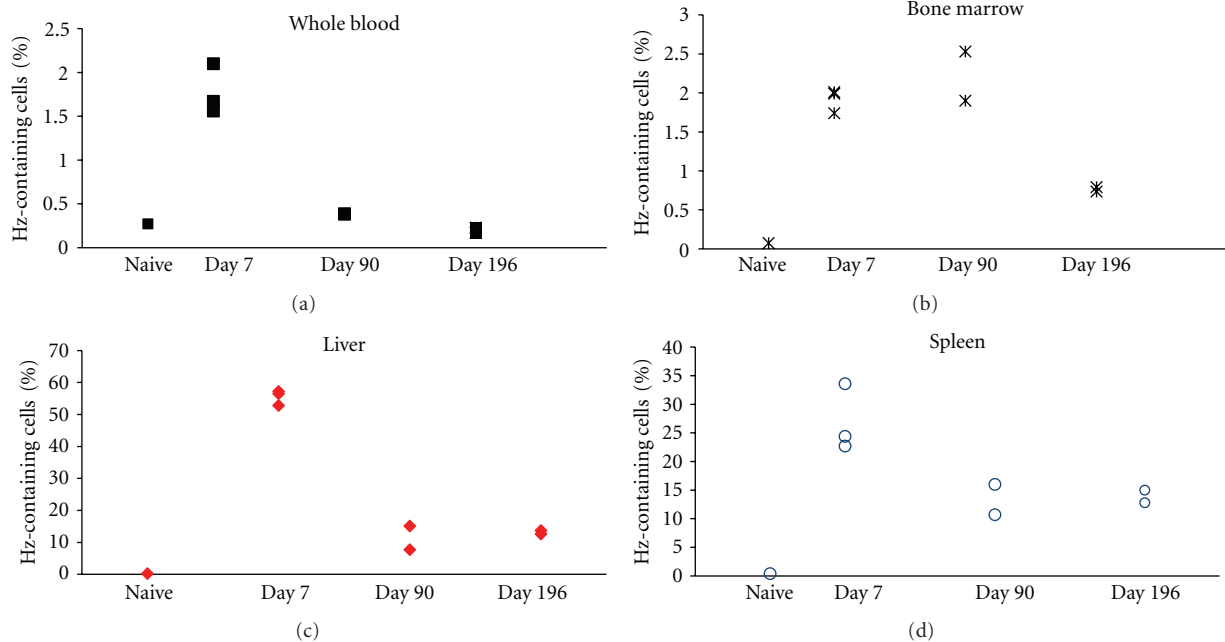 Whole blood
Hz-containing cells (%)
2.5
2
1.5
1
0.5
0
Naive Day 7 Day 90 Day 196
(a)
Bone marrow
Hz-containing cells (%)
3
2.5
2
1.5
1
0.5
0
Naive Day 7 Day 90 Day 196
(b)
Liver
Hz-containing cells (%)
70
60
50
40
30
20
10
0
Naive Day 7 Day 90 Day 196
(c)
Spleen
Hz-containing cells (%)
40
35
30
25
20
15
10
5
0
Naive Day 7 Day 90 Day 196
(d)